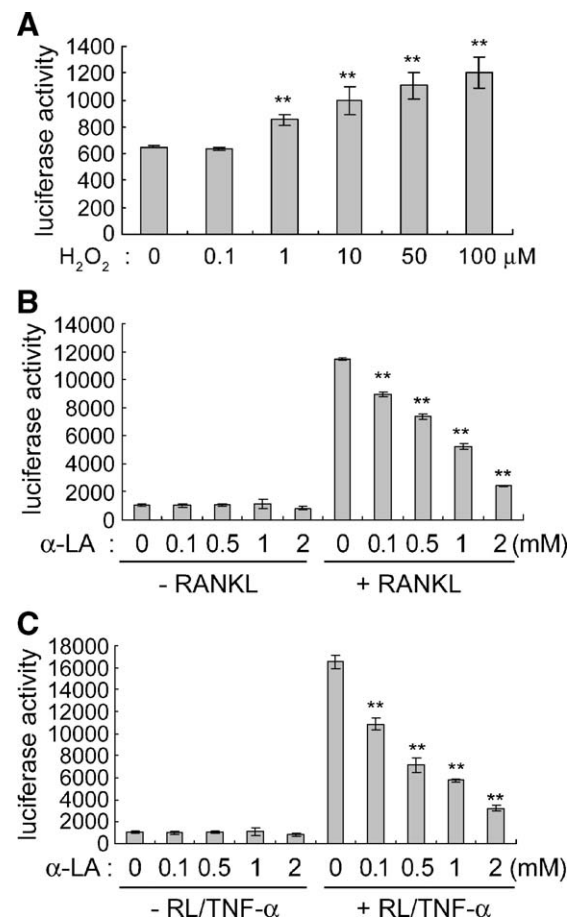 A
luciferase activity
1400
1200
1000
800
600
400
200
0
** ** ** **
H₂O₂ : 0 0.1 1 10 50 100 μM
B
luciferase activity
14000
12000
10000
8000
6000
4000
2000
0
** ** ** **
α-LA : 0 0.1 0.5 1 2 0 0.1 0.5 1 2 (mM)
- RANKL + RANKL
C
luciferase activity
18000
16000
14000
12000
10000
8000
6000
4000
2000
0
** ** ** **
α-LA : 0 0.1 0.5 1 2 0 0.1 0.5 1 2 (mM)
- RL/TNF-α + RL/TNF-α